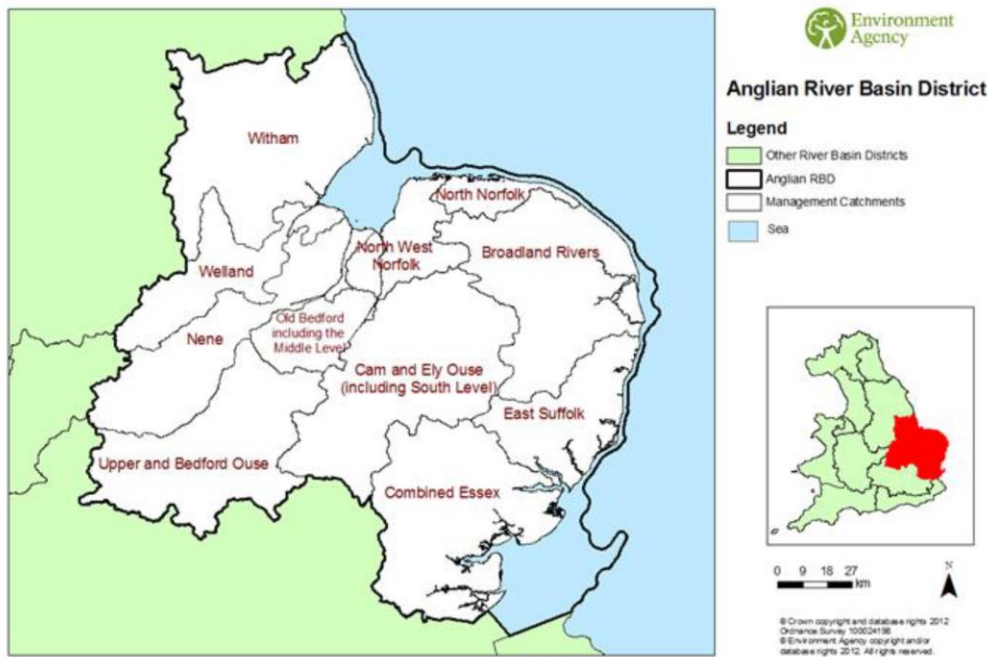 Environment
Agency
Anglian River Basin District
Legend
Other River Basin Districts
Anglian RBD
Management Catchments
Sea
Witham
North Norfolk
North West
Norfolk
Broadland Rivers
Welland
Nene
Old Bedford
including the
Middle Level
Cam and Ely Ouse
(including South Level)
East Suffolk
Upper and Bedford Ouse
Combined Essex
0 9 18 27
km
N
© Crown copyright and database rights 2012
Ordnance Survey 100024198
© Environment Agency copyright and/or
database rights 2012. All rights reserved.